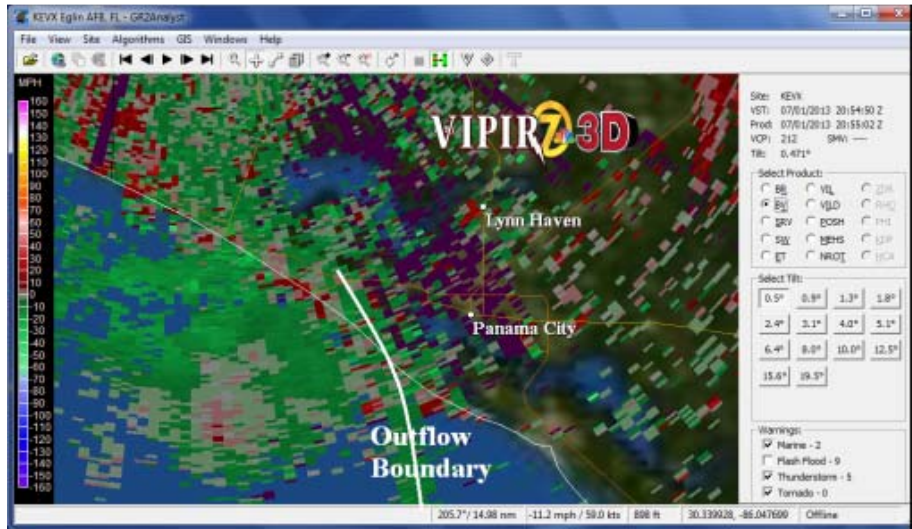 KEVX Eglin AFB, FL - GR2Analyst
File View Site Algorithms GIS Windows Help
MPH
160
150
140
130
120
110
100
90
80
70
60
50
40
30
20
10
0
-10
-20
-30
-40
-50
-60
-70
-80
-90
-100
-110
-120
-130
-140
-150
-160
VIPIR 7 3D
Lynn Haven
Panama City
Outflow
Boundary
Site: KEVX
VST: 07/01/2013 20:54:50 Z
Prod: 07/01/2013 20:55:02 Z
VCP: 212 SMV: ---
Tilt: 0.471°
Select Product:
BR VIL
BV VILD
SRV POSH PHI
SW MEHS
ET NROT
Select Tilt:
0.5° 0.9° 1.3° 1.8°
2.4° 3.1° 4.0° 5.1°
6.4° 8.0° 10.0° 12.5°
15.6° 19.5°
Warnings:
Marine - 2
Flash Flood - 9
Thunderstorm - 5
Tornado - 0
205.7°/ 14.98 nm -11.2 mph / 59.0 kts 898 ft 30.339928, -86.047699 Offline